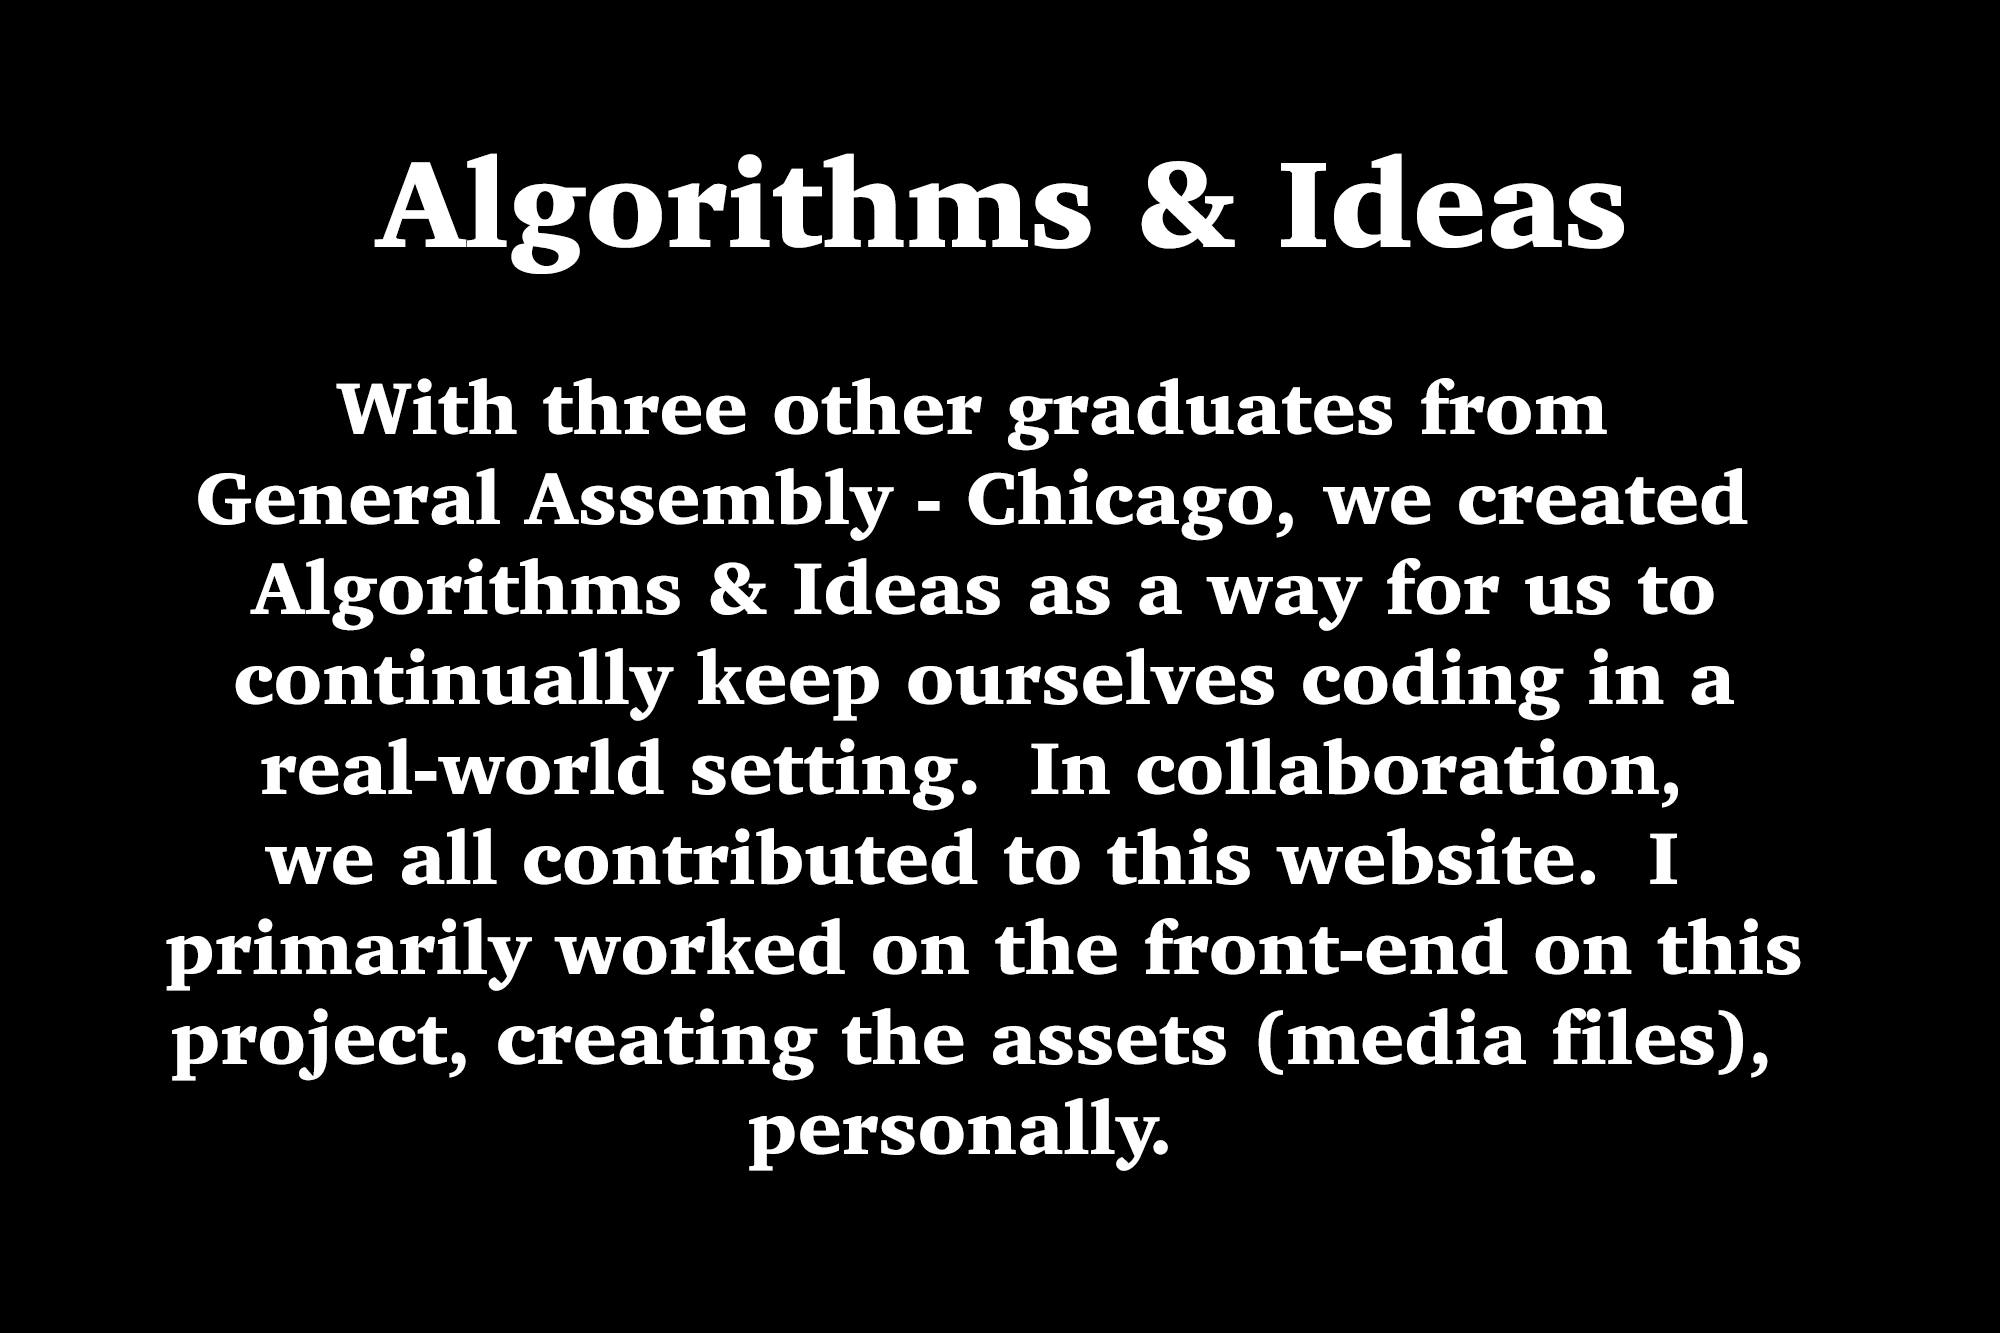 Algorithms & Ideas
With three other graduates from
General Assembly - Chicago, we created
Algorithms & Ideas as a way for us to
continually keep ourselves coding in a
real-world setting.  In collaboration,
we all contributed to this website.  I
primarily worked on the front-end on this
project, creating the assets (media files),
personally.